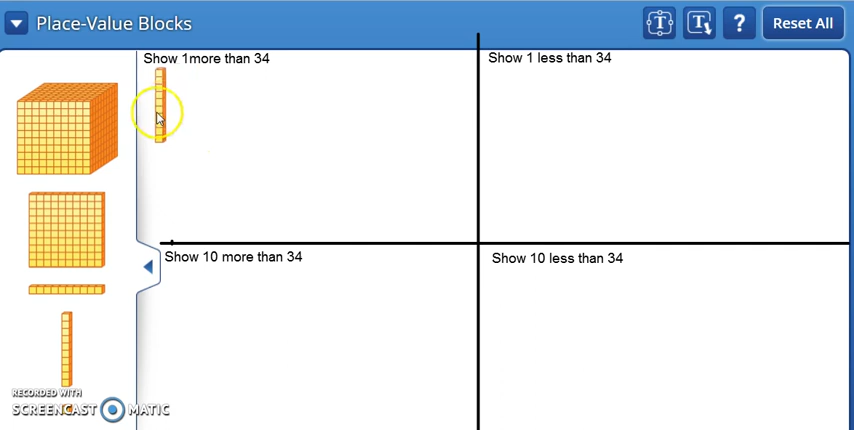 Place-Value Blocks
T
T
?
Reset All
Show 1more than 34
Show 1 less than 34
Show 10 more than 34
Show 10 less than 34
RECORDED WITH
SCREENCAST MATIC